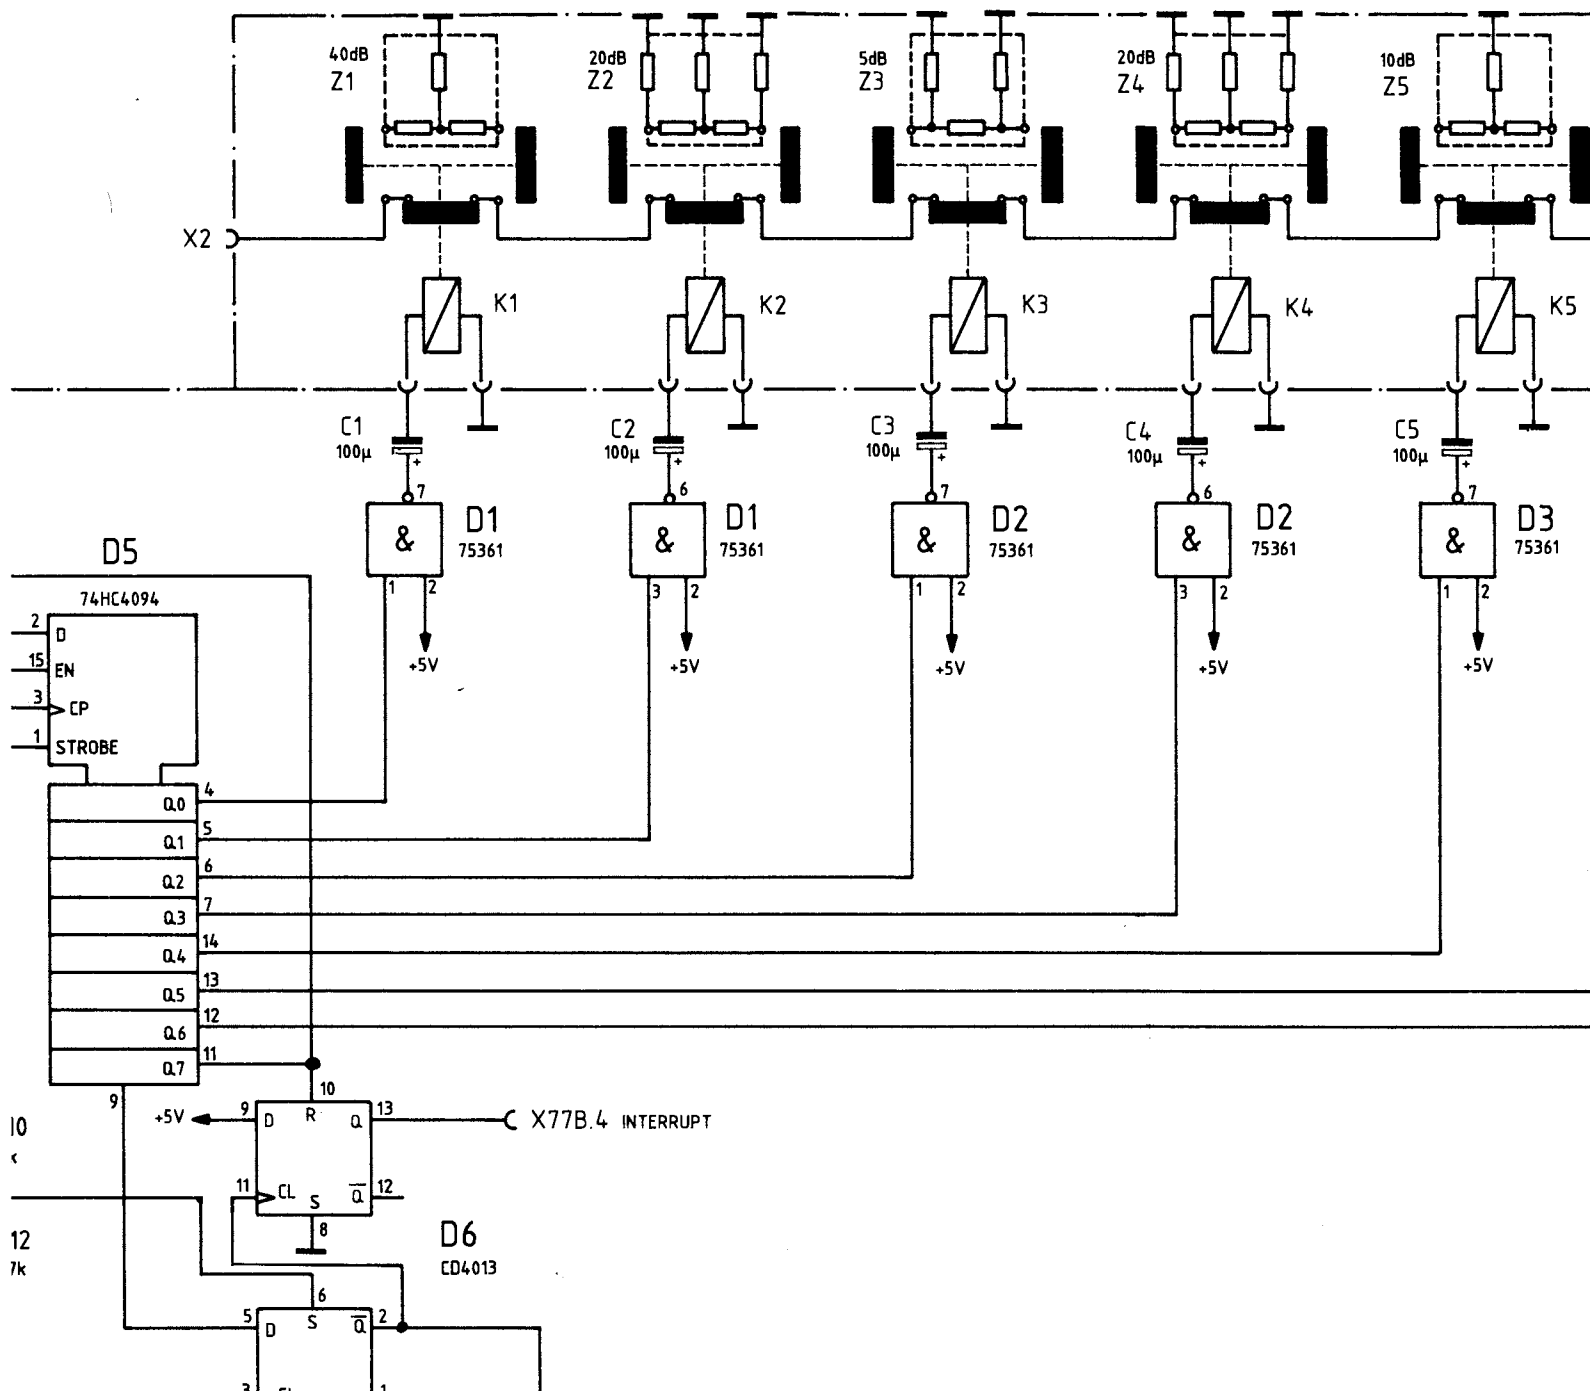 40dB
Z1
20dB
Z2
5dB
Z3
20dB
Z4
10dB
Z5
X2
K1
K2
K3
K4
K5
C1
100µ
+
C2
100µ
+
C3
100µ
+
C4
100µ
+
C5
100µ
+
7
&
D1
75361
1
2
+5V
6
&
D1
75361
3
2
+5V
7
&
D2
75361
1
2
+5V
6
&
D2
75361
3
2
+5V
7
&
D3
75361
1
2
+5V
D5
74HC4094
2
D
15
EN
3
CP
1
STROBE
Q0
4
Q1
5
Q2
6
Q3
7
Q4
14
Q5
13
Q6
12
Q7
11
9
10
+5V
9
D
R
Q
13
X77B.4 INTERRUPT
11
CL
S
Q̅
12
8
D6
CD4013
12
7k
6
5
D
S
Q̅
2